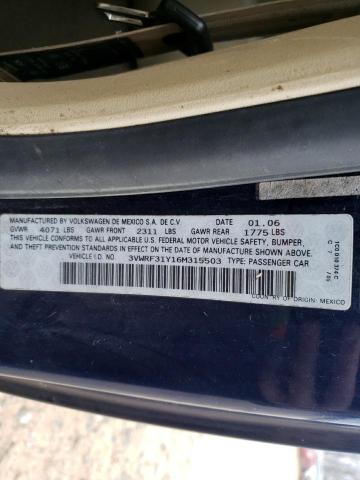 MANUFACTURED BY VOLKSWAGEN DE MEXICO S.A. DE C.V. DATE 01.06
GVWR 4071 LBS GAWR FRONT 2311 LBS GAWR REAR 1775 LBS
THIS VEHICLE CONFORMS TO ALL APPLICABLE U.S. FEDERAL MOTOR VEHICLE SAFETY, BUMPER,
AND THEFT PREVENTION STANDARDS IN EFFECT ON THE DATE OF MANUFACTURE SHOWN ABOVE.
VEHICLE I.D. NO. 3VWRF31Y16M315503 TYPE: PASSENGER CAR
COUNTRY OF ORIGIN: MEXICO